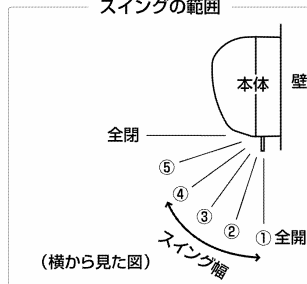 スイングの範囲
本体
壁
全閉
⑤
④
③
②
① 全開
スイング幅
（横から見た図）